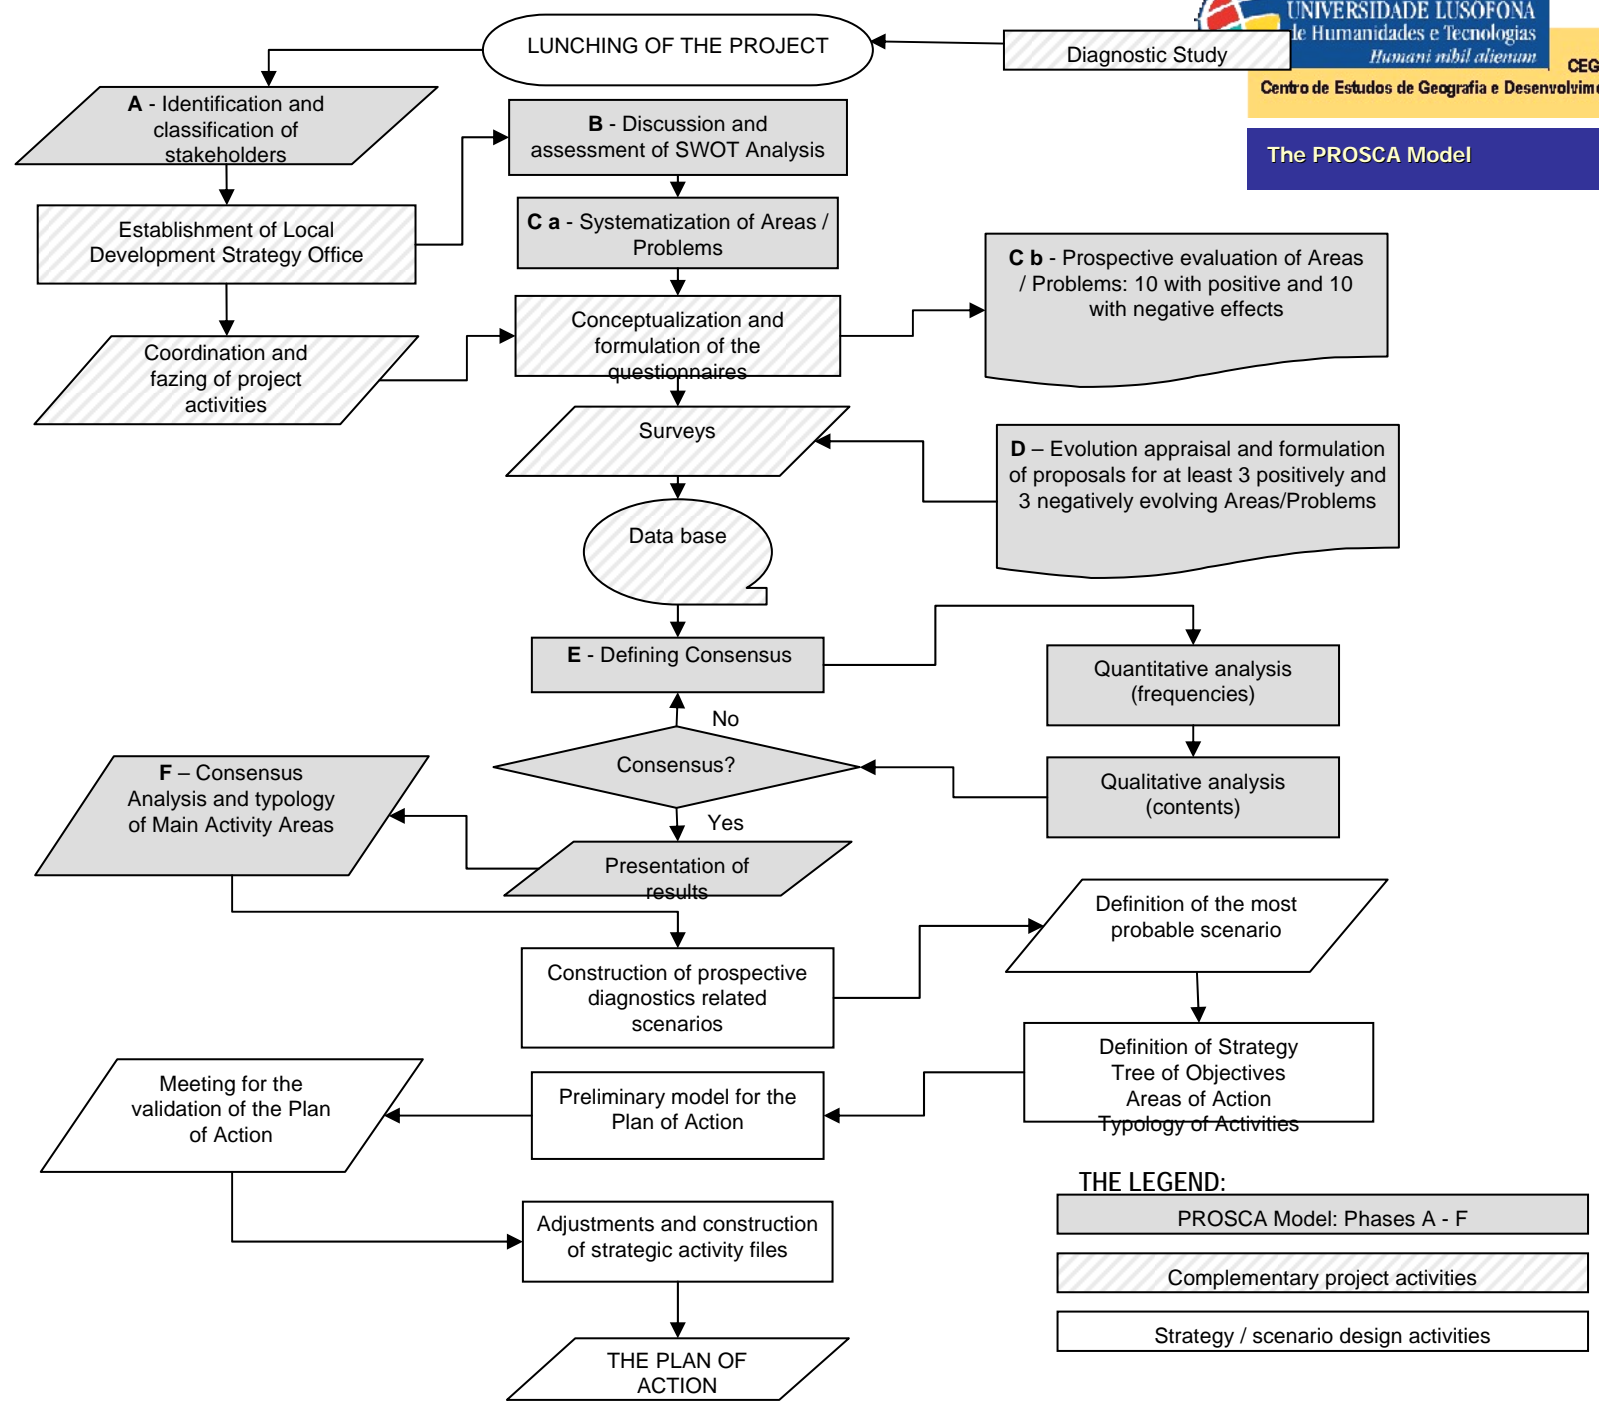 UNIVERSIDADE LUSOFONA
de Humanidades e Tecnologias
Humani nihil alienum
CEG
Centro de Estudos de Geografia e Desenvolvim
The PROSCA Model
LUNCHING OF THE PROJECT
Diagnostic Study
A - Identification and
classification of
stakeholders
B - Discussion and
assessment of SWOT Analysis
Establishment of Local
Development Strategy Office
C a - Systematization of Areas /
Problems
C b - Prospective evaluation of Areas
/ Problems: 10 with positive and 10
with negative effects
Coordination and
fazing of project
activities
Conceptualization and
formulation of the
questionnaires
Surveys
D – Evolution appraisal and formulation
of proposals for at least 3 positively and
3 negatively evolving Areas/Problems
Data base
E - Defining Consensus
Quantitative analysis
(frequencies)
No
Consensus?
Qualitative analysis
(contents)
Yes
F – Consensus
Analysis and typology
of Main Activity Areas
Presentation of
results
Definition of the most
probable scenario
Construction of prospective
diagnostics related
scenarios
Definition of Strategy
Tree of Objectives
Areas of Action
Typology of Activities
Preliminary model for the
Plan of Action
Meeting for the
validation of the Plan
of Action
Adjustments and construction
of strategic activity files
THE PLAN OF
ACTION
THE LEGEND:
PROSCA Model: Phases A - F
Complementary project activities
Strategy / scenario design activities